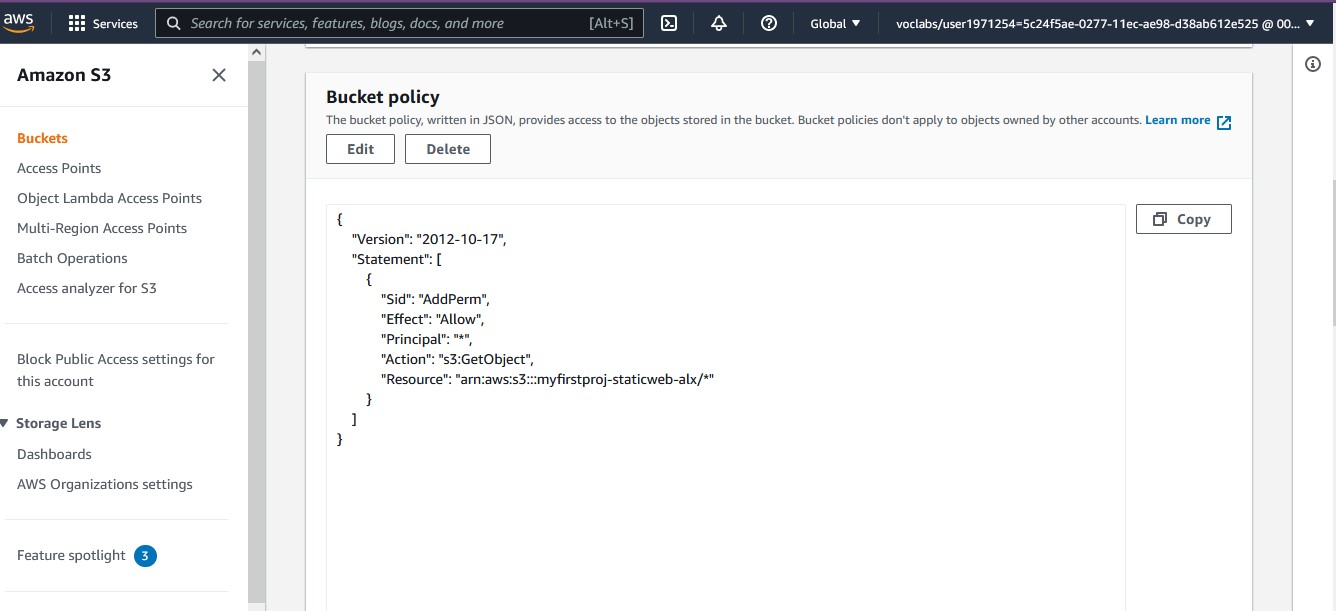 aws
Services
Search for services, features, blogs, docs, and more
[Alt+S]
Global
voclabs/user1971254=5c24f5ae-0277-11ec-ae98-d38ab612e525 @ 00...
Amazon S3
Buckets
Access Points
Object Lambda Access Points
Multi-Region Access Points
Batch Operations
Access analyzer for S3
Block Public Access settings for
this account
Storage Lens
Dashboards
AWS Organizations settings
Feature spotlight 3
Bucket policy
The bucket policy, written in JSON, provides access to the objects stored in the bucket. Bucket policies don't apply to objects owned by other accounts. Learn more
Edit
Delete
Copy
{
"Version": "2012-10-17",
"Statement": [
{
"Sid": "AddPerm",
"Effect": "Allow",
"Principal": "*",
"Action": "s3:GetObject",
"Resource": "arn:aws:s3:::myfirstproj-staticweb-alx/*"
}
]
}